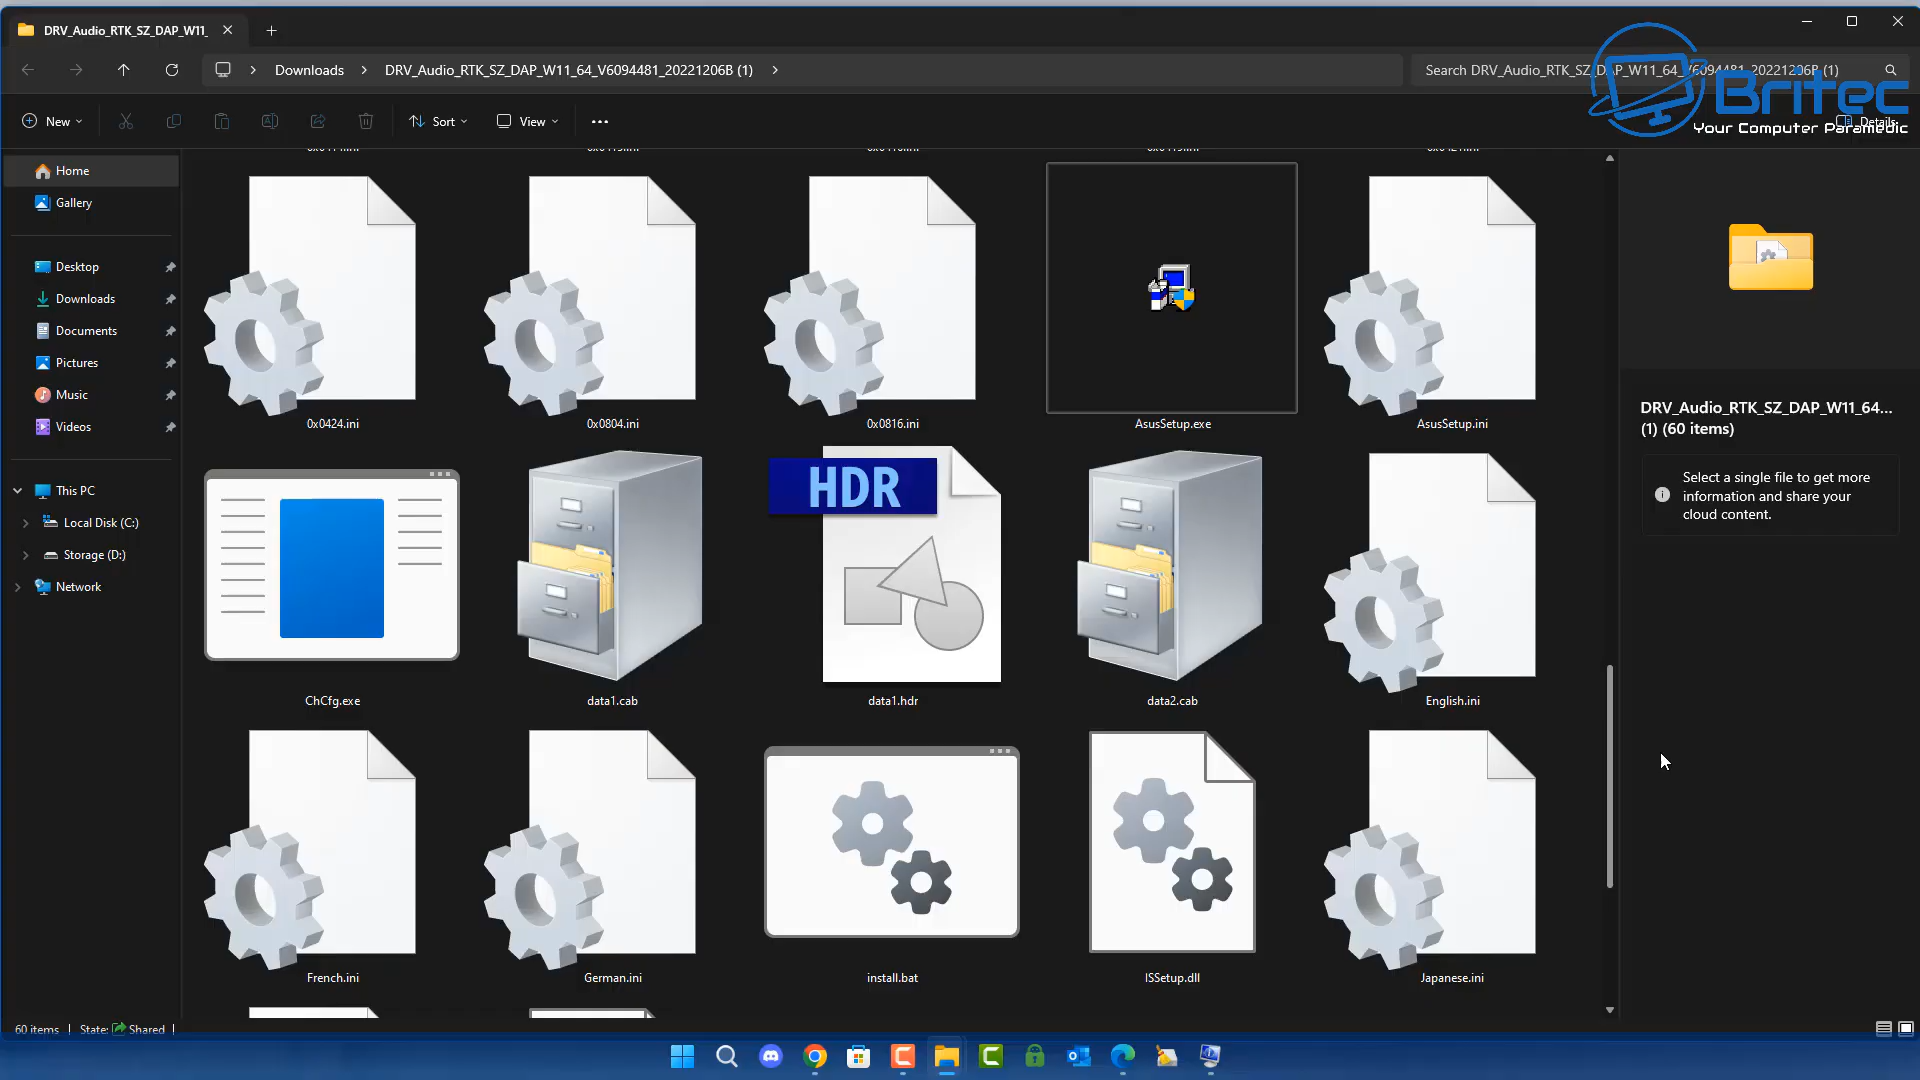 DRV_Audio_RTK_SZ_DAP_W11_
Downloads
DRV_Audio_RTK_SZ_DAP_W11_64_V6094481_20221206B (1)
Search DRV_Audio_RTK_SZ_DAP_W11_64_V6094481_20221206B (1)
Britec
Your Computer Paramedic
New
Sort
View
Details
Home
Gallery
Desktop
Downloads
Documents
Pictures
Music
Videos
This PC
Local Disk (C:)
Storage (D:)
Network
0x0424.ini
0x0804.ini
0x0816.ini
AsusSetup.exe
AsusSetup.ini
HDR
ChCfg.exe
data1.cab
data1.hdr
data2.cab
English.ini
French.ini
German.ini
install.bat
ISSetup.dll
Japanese.ini
DRV_Audio_RTK_SZ_DAP_W11_64...
(1) (60 items)
Select a single file to get more
information and share your
cloud content.
60 items
State:
Shared